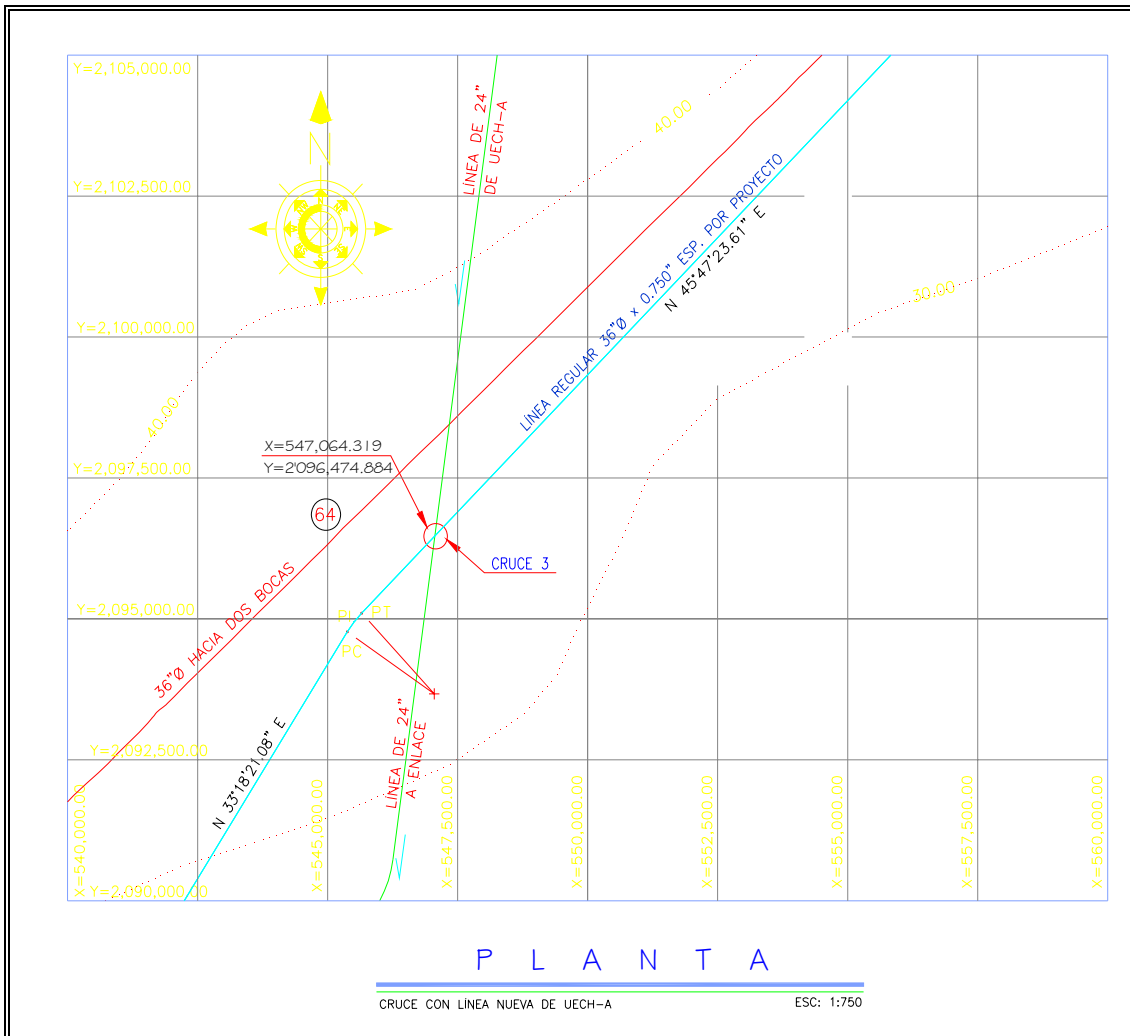 Y=2,105,000.00
N
LÍNEA DE 24"
DE UECH-A
40.00
Y=2,102,500.00
LÍNEA REGULAR 36"Ø x 0.750" ESP. POR PROYECTO
N 45°47'23.61" E
30.00
Y=2,100,000.00
40.00
X=547,064.319
Y=2'096,474.884
Y=2,097,500.00
64
CRUCE 3
36"Ø HACIA DOS BOCAS
Y=2,095,000.00
PI
PT
PC
N 33°18'21.08" E
LÍNEA DE 24"
A ENLACE
Y=2,092,500.00
X=540,000.00
X=545,000.00
X=547,500.00
X=550,000.00
X=552,500.00
X=555,000.00
X=557,500.00
X=560,000.00
Y=2,090,000.00
PLANTA
CRUCE CON LÍNEA NUEVA DE UECH-A
ESC: 1:750